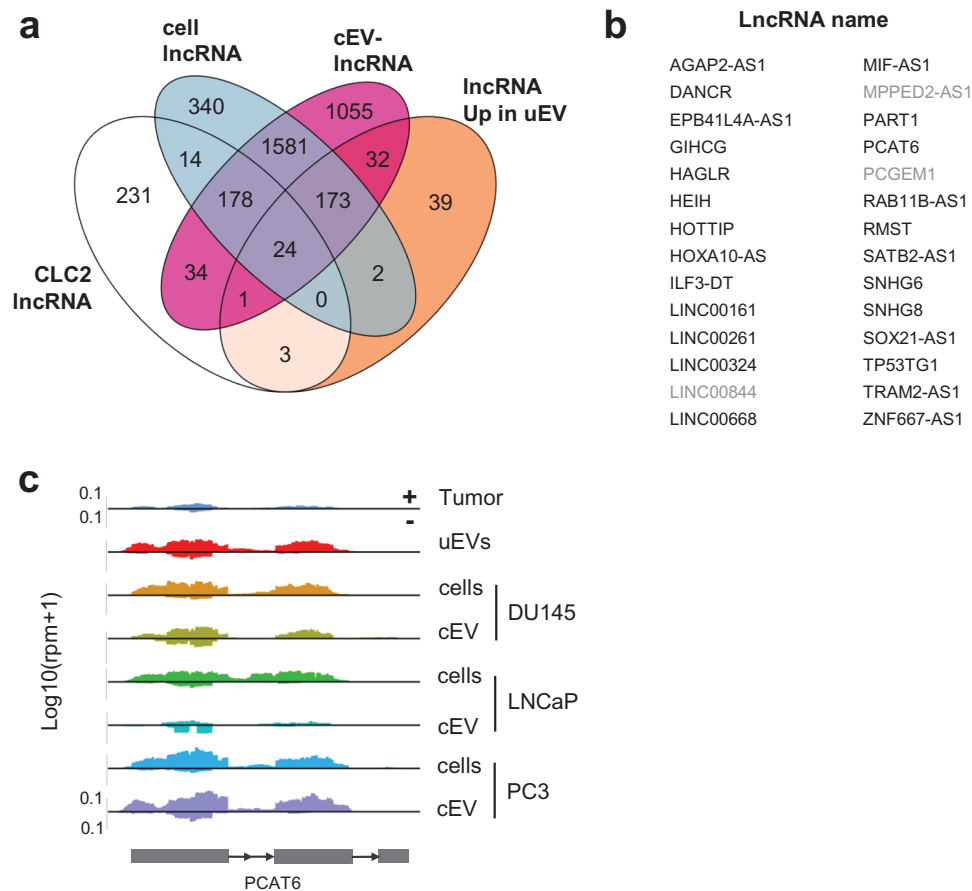 a
cell
lncRNA
cEV-
lncRNA
lncRNA
Up in uEV
340
1055
14
1581
32
231
178
173
39
24
34
2
CLC2
lncRNA
1
0
3
b
LncRNA name
AGAP2-AS1
DANCR
EPB41L4A-AS1
GIHCG
HAGLR
HEIH
HOTTIP
HOXA10-AS
ILF3-DT
LINC00161
LINC00261
LINC00324
LINC00844
LINC00668
MIF-AS1
MPPED2-AS1
PART1
PCAT6
PCGEM1
RAB11B-AS1
RMST
SATB2-AS1
SNHG6
SNHG8
SOX21-AS1
TP53TG1
TRAM2-AS1
ZNF667-AS1
c
Log10(rpm+1)
0.1
0.1
+
-
Tumor
uEVs
cells
cEV
DU145
cells
cEV
LNCaP
cells
cEV
PC3
0.1
0.1
PCAT6